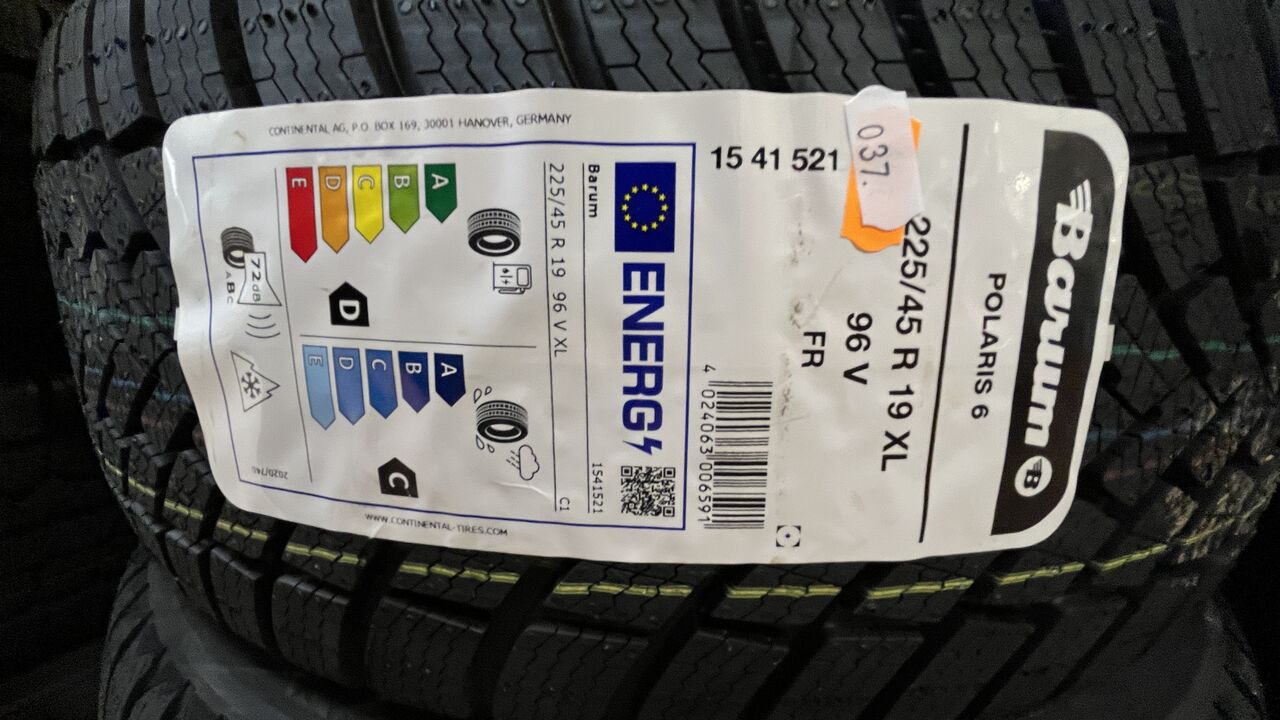 Barum B
POLARIS 6
225/45 R 19 XL
96 V
FR
15 41 521
037.
4 024063 006591
ENERG
Barum
1541521
225/45 R 19 96 V XL
C1
A
B
C
D
E
D
A
B
C
D
E
C
72 dB
ABC
2020/740
CONTINENTAL AG, P.O. BOX 169, 30001 HANOVER, GERMANY
WWW.CONTINENTAL-TIRES.COM